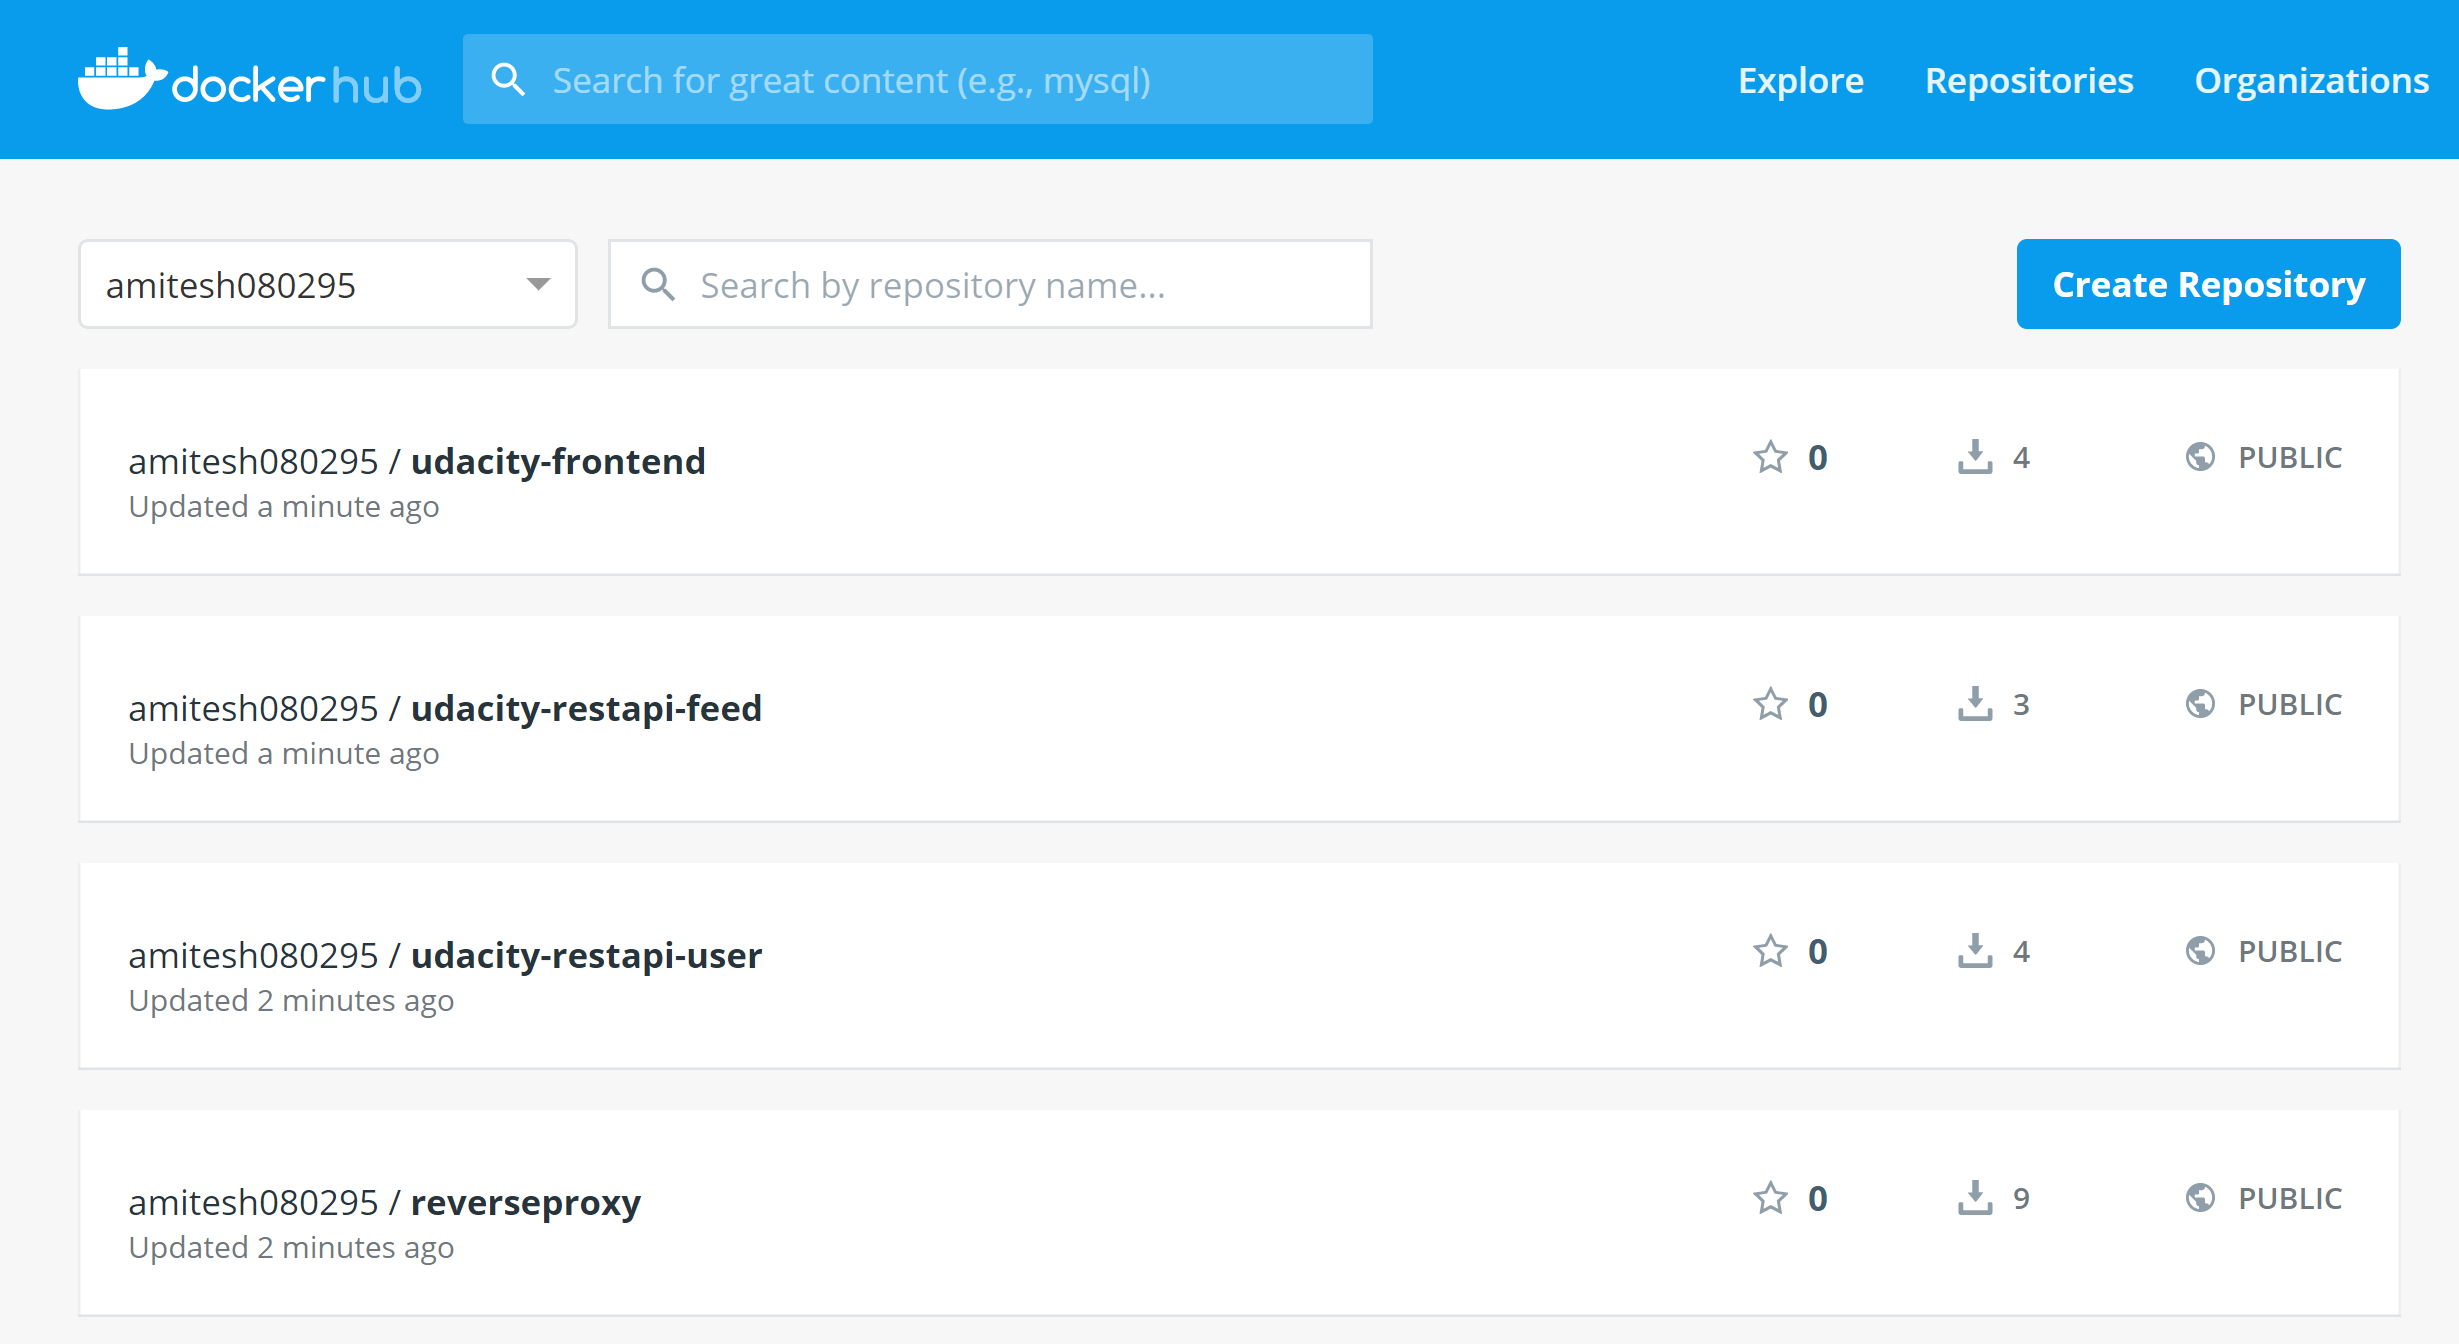 docker hub
Search for great content (e.g., mysql)
Explore Repositories Organizations
amitesh080295
Search by repository name...
Create Repository
amitesh080295 / udacity-frontend
Updated a minute ago
0
4
PUBLIC
amitesh080295 / udacity-restapi-feed
Updated a minute ago
0
3
PUBLIC
amitesh080295 / udacity-restapi-user
Updated 2 minutes ago
0
4
PUBLIC
amitesh080295 / reverseproxy
Updated 2 minutes ago
0
9
PUBLIC